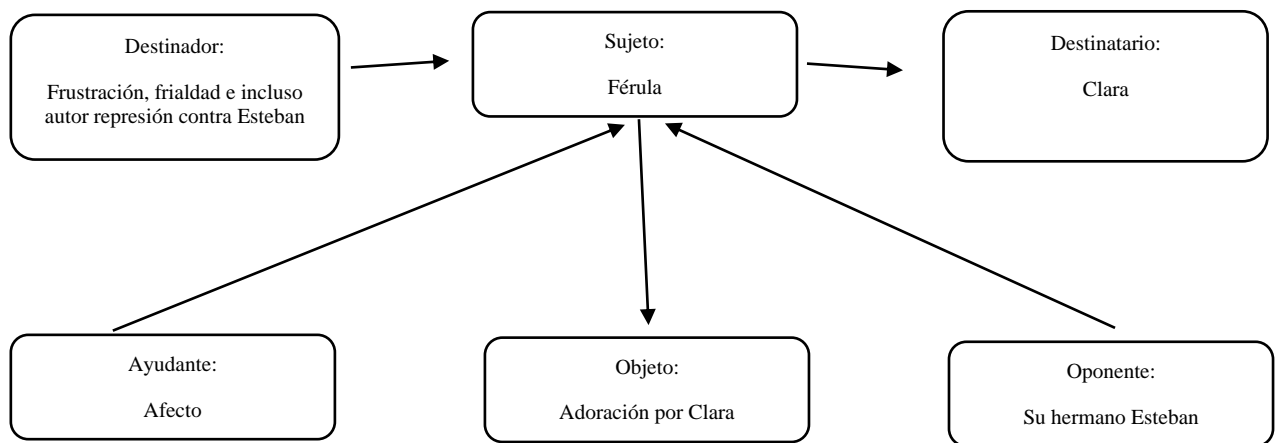 Destinador:
Frustración, frialdad e incluso
autor represión contra Esteban
Sujeto:
Férula
Destinatario:
Clara
Ayudante:
Afecto
Objeto:
Adoración por Clara
Oponente:
Su hermano Esteban